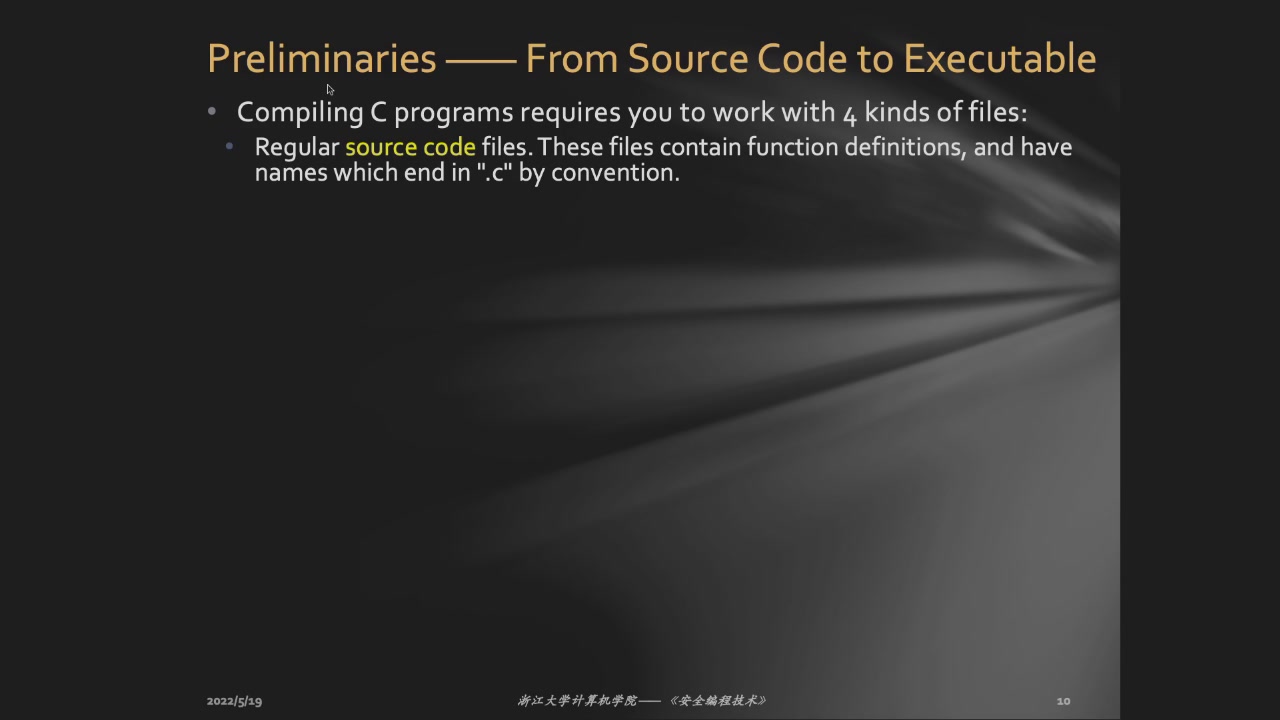 Preliminaries —— From Source Code to Executable
• Compiling C programs requires you to work with 4 kinds of files:
• Regular source code files. These files contain function definitions, and have
names which end in ".c" by convention.
2022/5/19
浙江大学计算机学院——《安全编程技术》
10